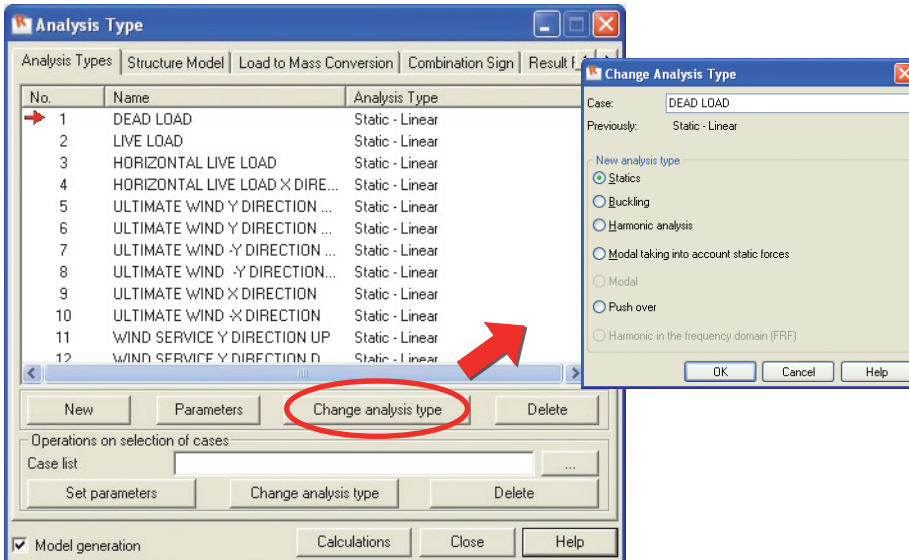 Analysis Type
Analysis Types Structure Model Load to Mass Conversion Combination Sign Result F
No. Name Analysis Type
1 DEAD LOAD Static - Linear
2 LIVE LOAD Static - Linear
3 HORIZONTAL LIVE LOAD Static - Linear
4 HORIZONTAL LIVE LOAD X DIRE... Static - Linear
5 ULTIMATE WIND Y DIRECTION ... Static - Linear
6 ULTIMATE WIND Y DIRECTION ... Static - Linear
7 ULTIMATE WIND -Y DIRECTION... Static - Linear
8 ULTIMATE WIND -Y DIRECTION... Static - Linear
9 ULTIMATE WIND X DIRECTION Static - Linear
10 ULTIMATE WIND -X DIRECTION Static - Linear
11 WIND SERVICE Y DIRECTION UP Static - Linear
12 WIND SERVICE Y DIRECTION D Static - Linear
New Parameters Change analysis type Delete
Operations on selection of cases
Case list ...
Set parameters Change analysis type Delete
Model generation Calculations Close Help
Change Analysis Type
Case: DEAD LOAD
Previously: Static - Linear
New analysis type
Statics
Buckling
Harmonic analysis
Modal taking into account static forces
Modal
Push over
Harmonic in the frequency domain (FRF)
OK Cancel Help